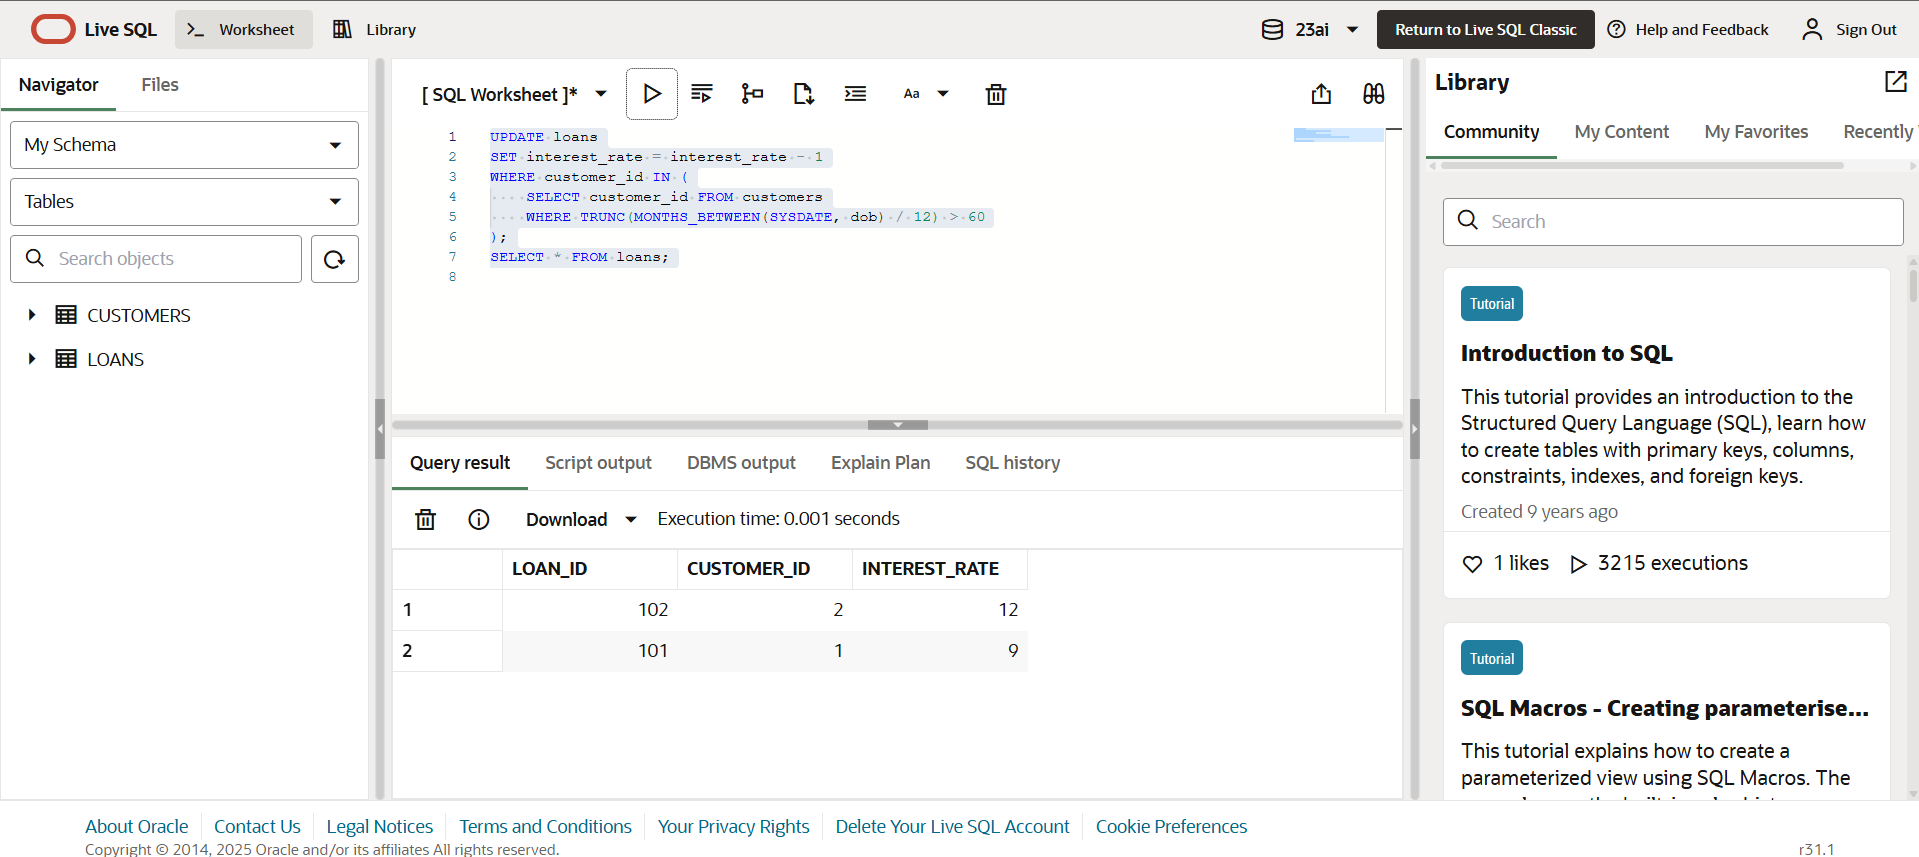 Live SQL
Worksheet
Library
23ai
Return to Live SQL Classic
Help and Feedback
Sign Out
Navigator
Files
My Schema
Tables
Search objects
CUSTOMERS
LOANS
[ SQL Worksheet ]*
Aa
1 UPDATE loans
2 SET interest_rate = interest_rate - 1
3 WHERE customer_id IN (
4 SELECT customer_id FROM customers
5 WHERE TRUNC(MONTHS_BETWEEN(SYSDATE, dob) / 12) > 60
6 );
7 SELECT * FROM loans;
8
Query result
Script output
DBMS output
Explain Plan
SQL history
Download
Execution time: 0.001 seconds
LOAN_ID CUSTOMER_ID INTEREST_RATE
1 102 2 12
2 101 1 9
Library
Community
My Content
My Favorites
Recently
Search
Tutorial
Introduction to SQL
This tutorial provides an introduction to the
Structured Query Language (SQL), learn how
to create tables with primary keys, columns,
constraints, indexes, and foreign keys.
Created 9 years ago
1 likes
3215 executions
Tutorial
SQL Macros - Creating parameterise...
This tutorial explains how to create a
parameterized view using SQL Macros. The
About Oracle
Contact Us
Legal Notices
Terms and Conditions
Your Privacy Rights
Delete Your Live SQL Account
Cookie Preferences
Copyright © 2014, 2025 Oracle and/or its affiliates All rights reserved.
r31.1